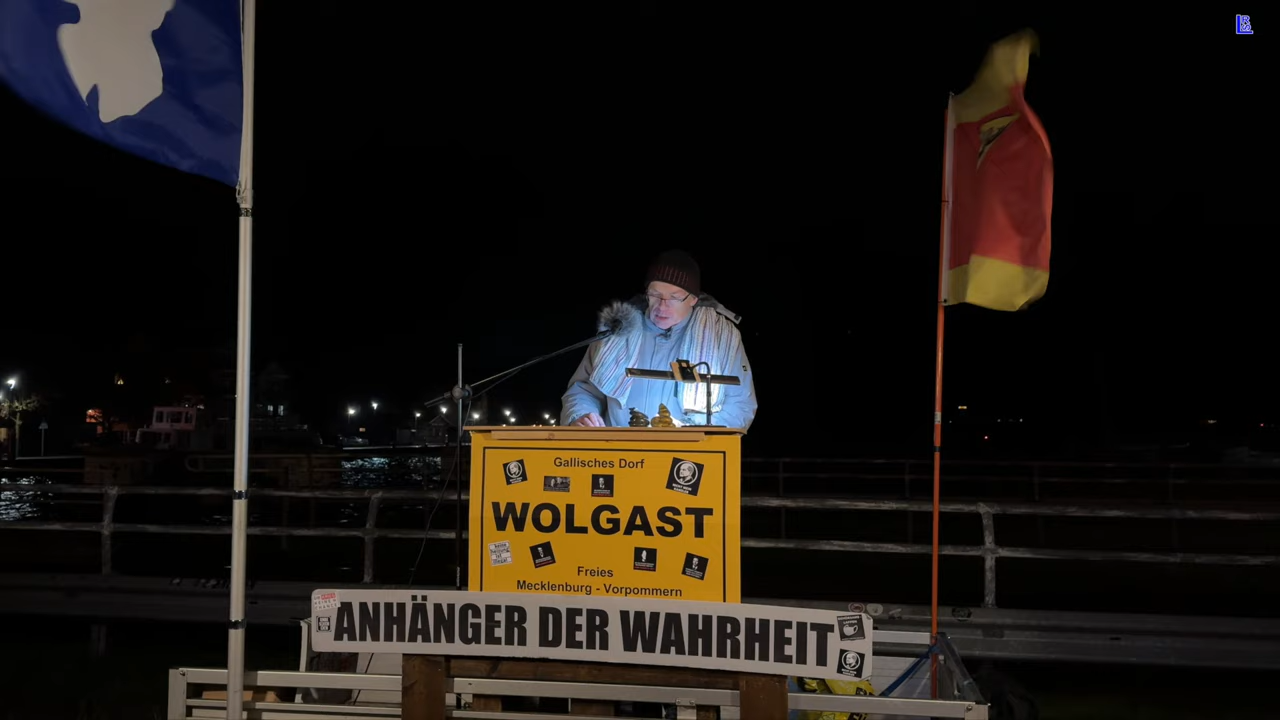 Gallisches Dorf
WOLGAST
Freies
Mecklenburg - Vorpommern
ANHÄNGER DER WAHRHEIT